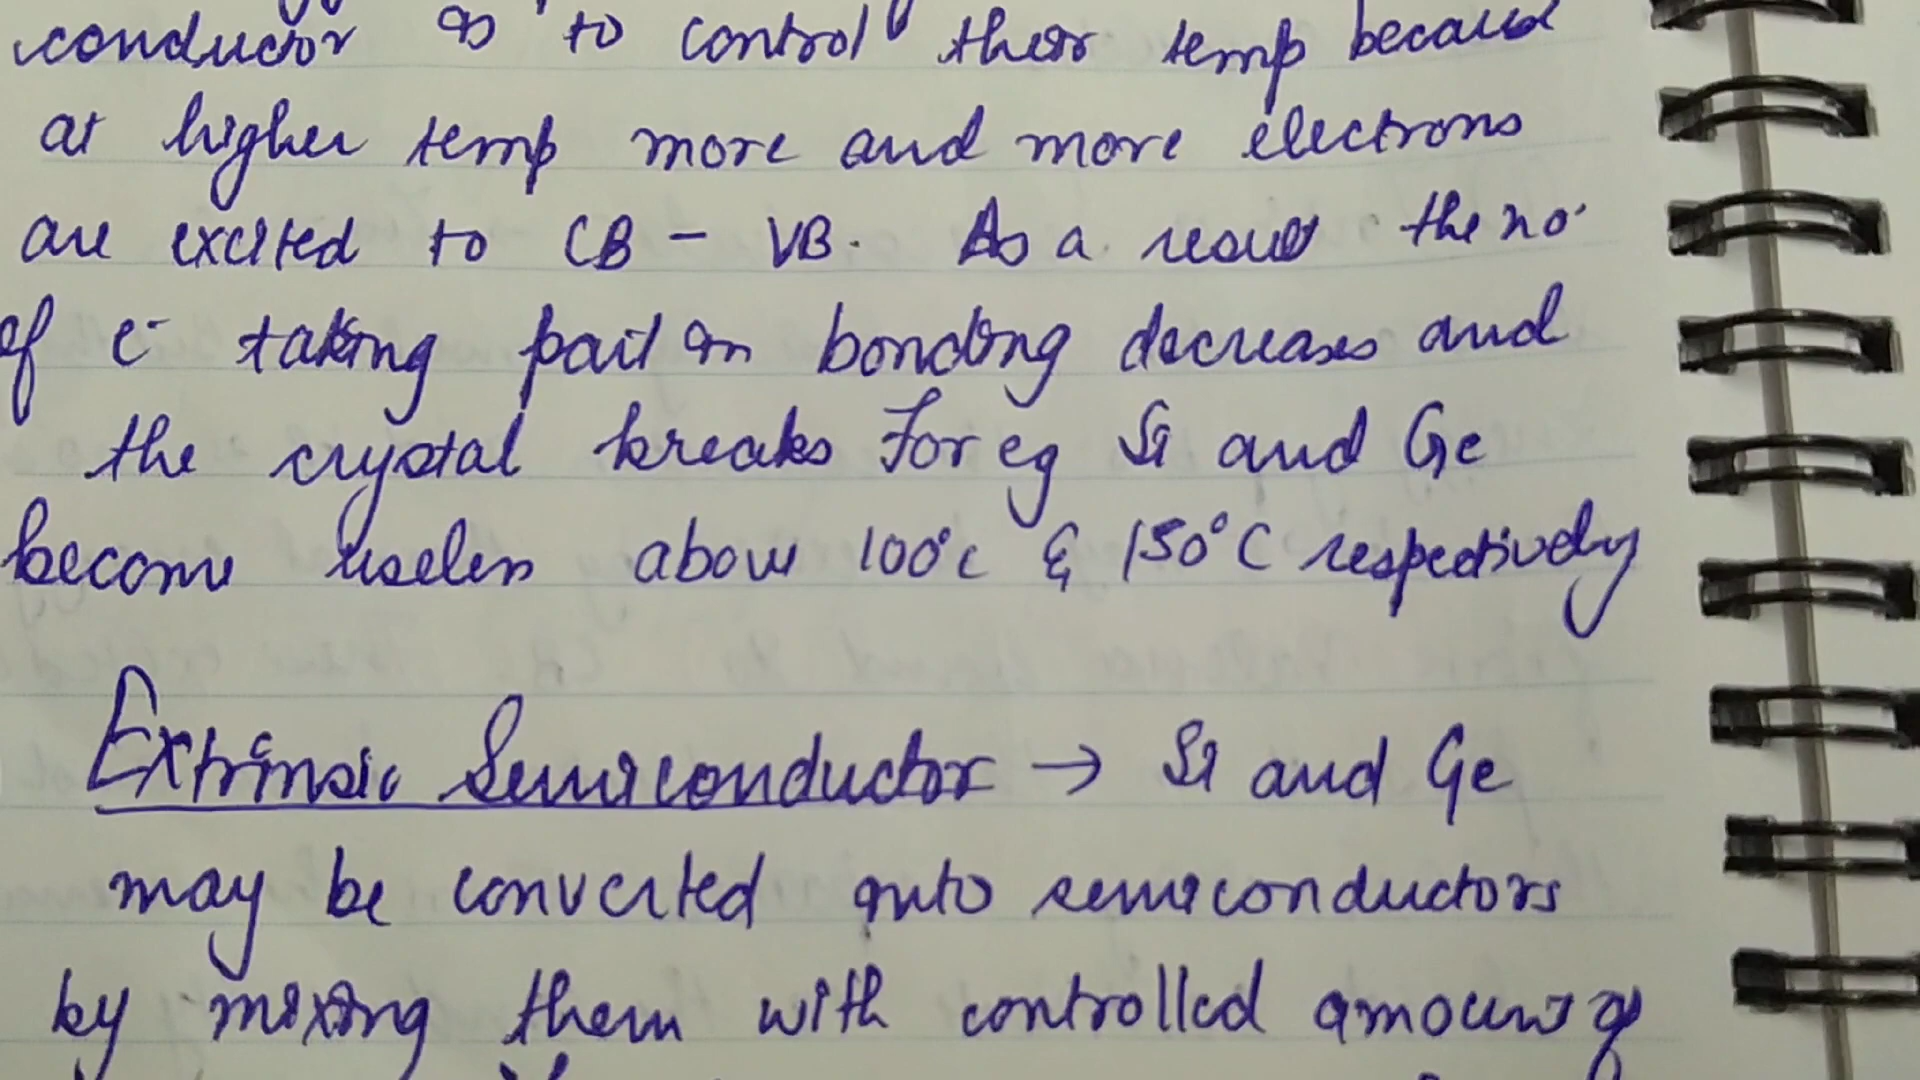 conductor is to control their temp because
at higher temp more and more electrons
are excited to CB - VB. As a result the no.
of e- taking part in bonding decreases and
the crystal breaks For eg Si and Ge
become useless above 100°C & 150°C respectively
Extrinsic Semiconductor → Si and Ge
may be converted into semiconductors
by mixing them with controlled amount of